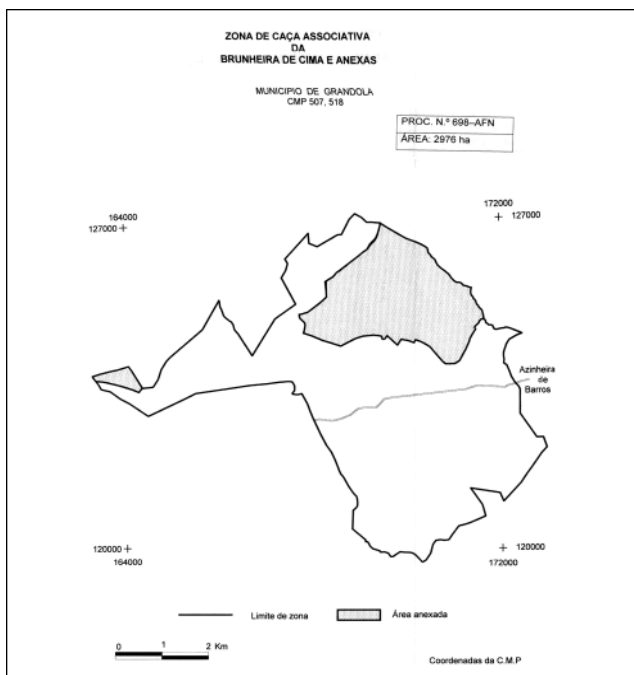 ZONA DE CAÇA ASSOCIATIVA
DA
BRUNHEIRA DE CIMA E ANEXAS
MUNICIPIO DE GRANDOLA
CMP 507, 518
PROC. N.º 698–AFN
ÁREA: 2976 ha
164000
127000
172000
127000
Azinheira
de
Barros
120000
164000
120000
172000
Limite de zona
Área anexada
0 1 2 Km
Coordenadas da C.M.P